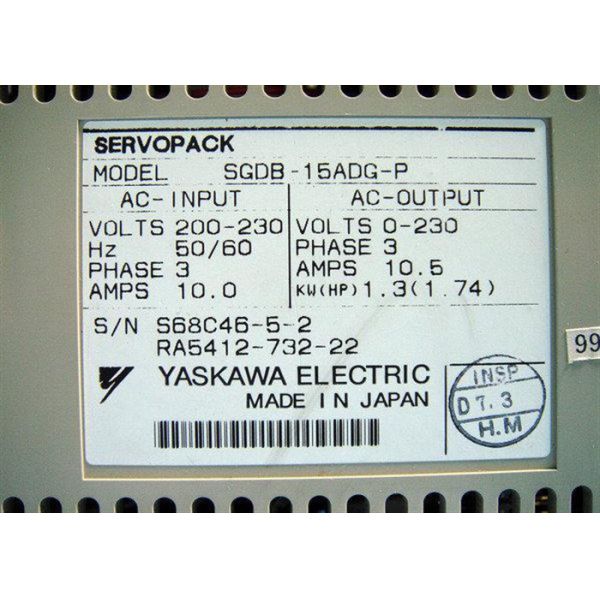 SERVOPACK
MODEL SGDB-15ADG-P
AC-INPUT AC-OUTPUT
VOLTS 200-230 VOLTS 0-230
Hz 50/60 PHASE 3
PHASE 3 AMPS 10.5
AMPS 10.0 KW(HP) 1.3(1.74)
S/N S68C46-5-2
RA5412-732-22
YASKAWA ELECTRIC
MADE IN JAPAN
INSP
D 7.3
H.M
99